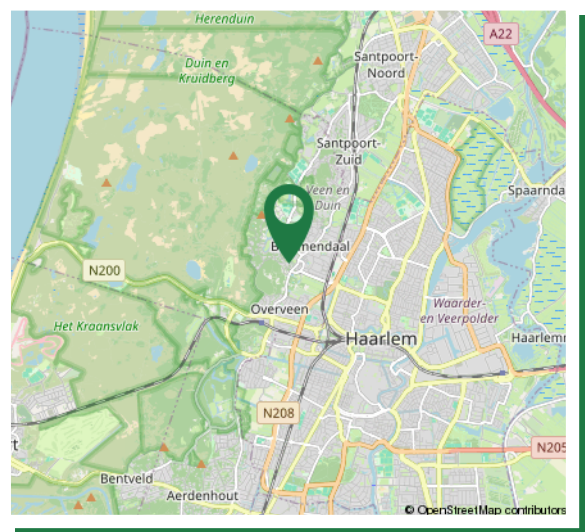 Herenduin
A22
Santpoort-
Noord
Duin en
Kruidberg
Santpoort-
Zuid
Spaarnda
Veen en
Duin
N200
Overveen
Waarder-
en Veerpolder
Het Kraansvlak
Haarlem
Haarlemm
N208
t
N205
Bentveld
Aerdenhout
© OpenStreetMap contributors